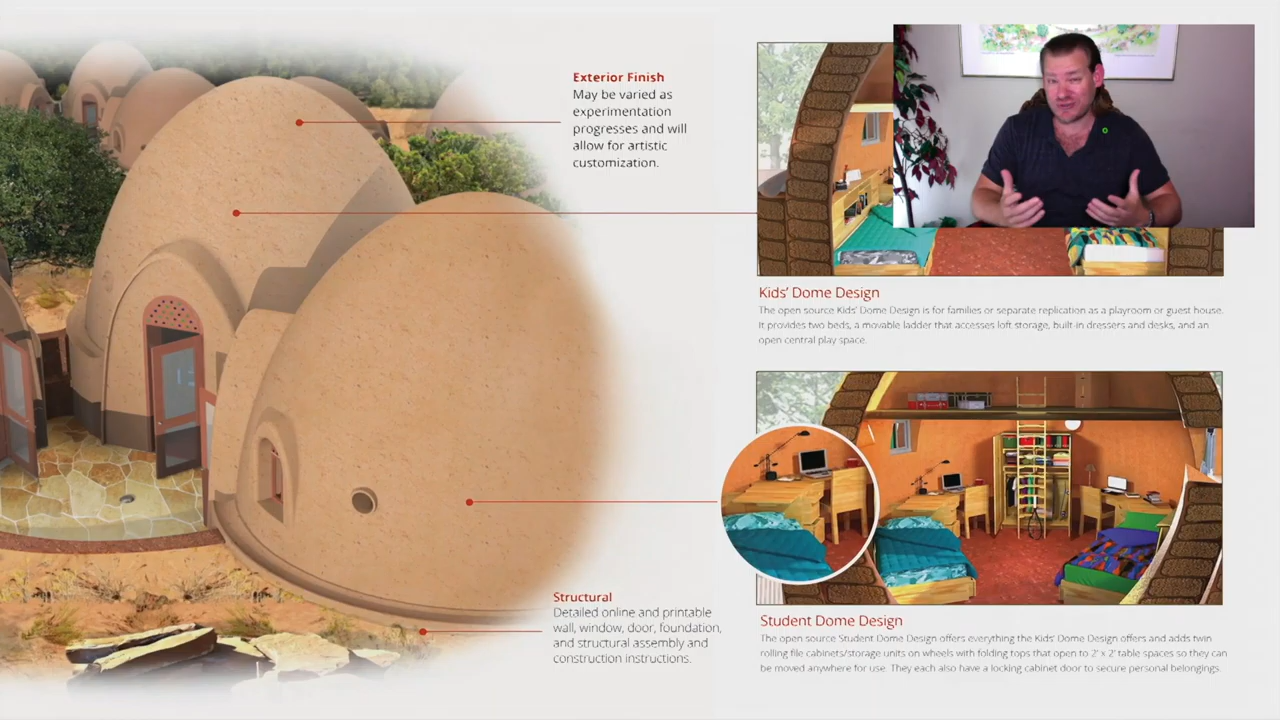 Exterior Finish
May be varied as
experimentation
progresses and will
allow for artistic
customization.
Kids' Dome Design
The open source Kids' Dome Design is for families or separate replication as a playroom or guest house.
It provides two beds, a movable ladder that accesses loft storage, built-in dressers and desks, and an
open central play space.
Structural
Detailed online and printable
wall, window, door, foundation,
and structural assembly and
construction instructions.
Student Dome Design
The open source Student Dome Design offers everything the Kids' Dome Design offers and adds twin
rolling file cabinets/storage units on wheels with folding tops that open to 2' x 2' table spaces so they can
be moved anywhere for use. They each also have a locking cabinet door to secure personal belongings.